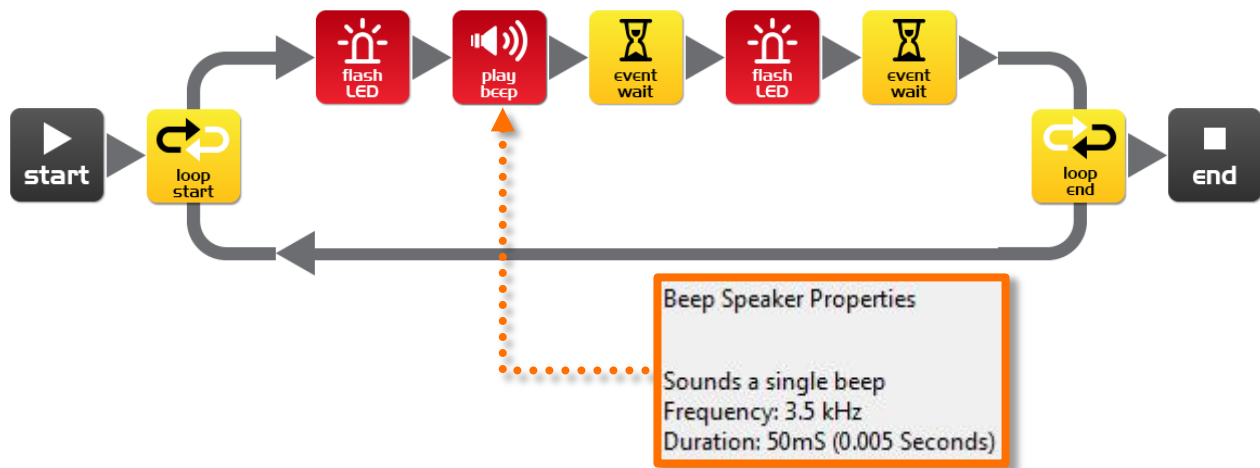 start
loop
start
flash
LED
play
beep
event
wait
flash
LED
event
wait
loop
end
end
Beep Speaker Properties
Sounds a single beep
Frequency: 3.5 kHz
Duration: 50mS (0.005 Seconds)